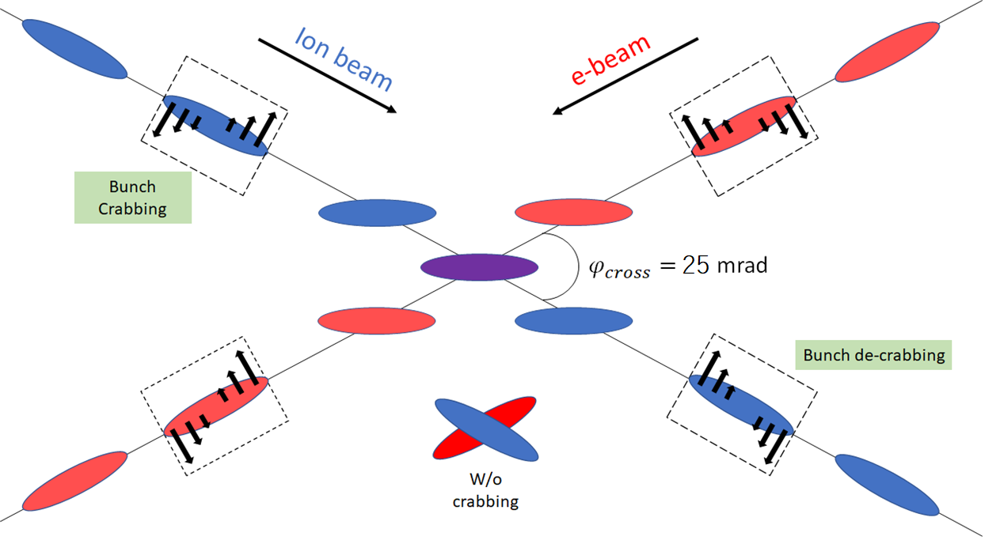 Ion beam
e-beam
Bunch
Crabbing
φcross = 25 mrad
Bunch de-crabbing
W/o
crabbing